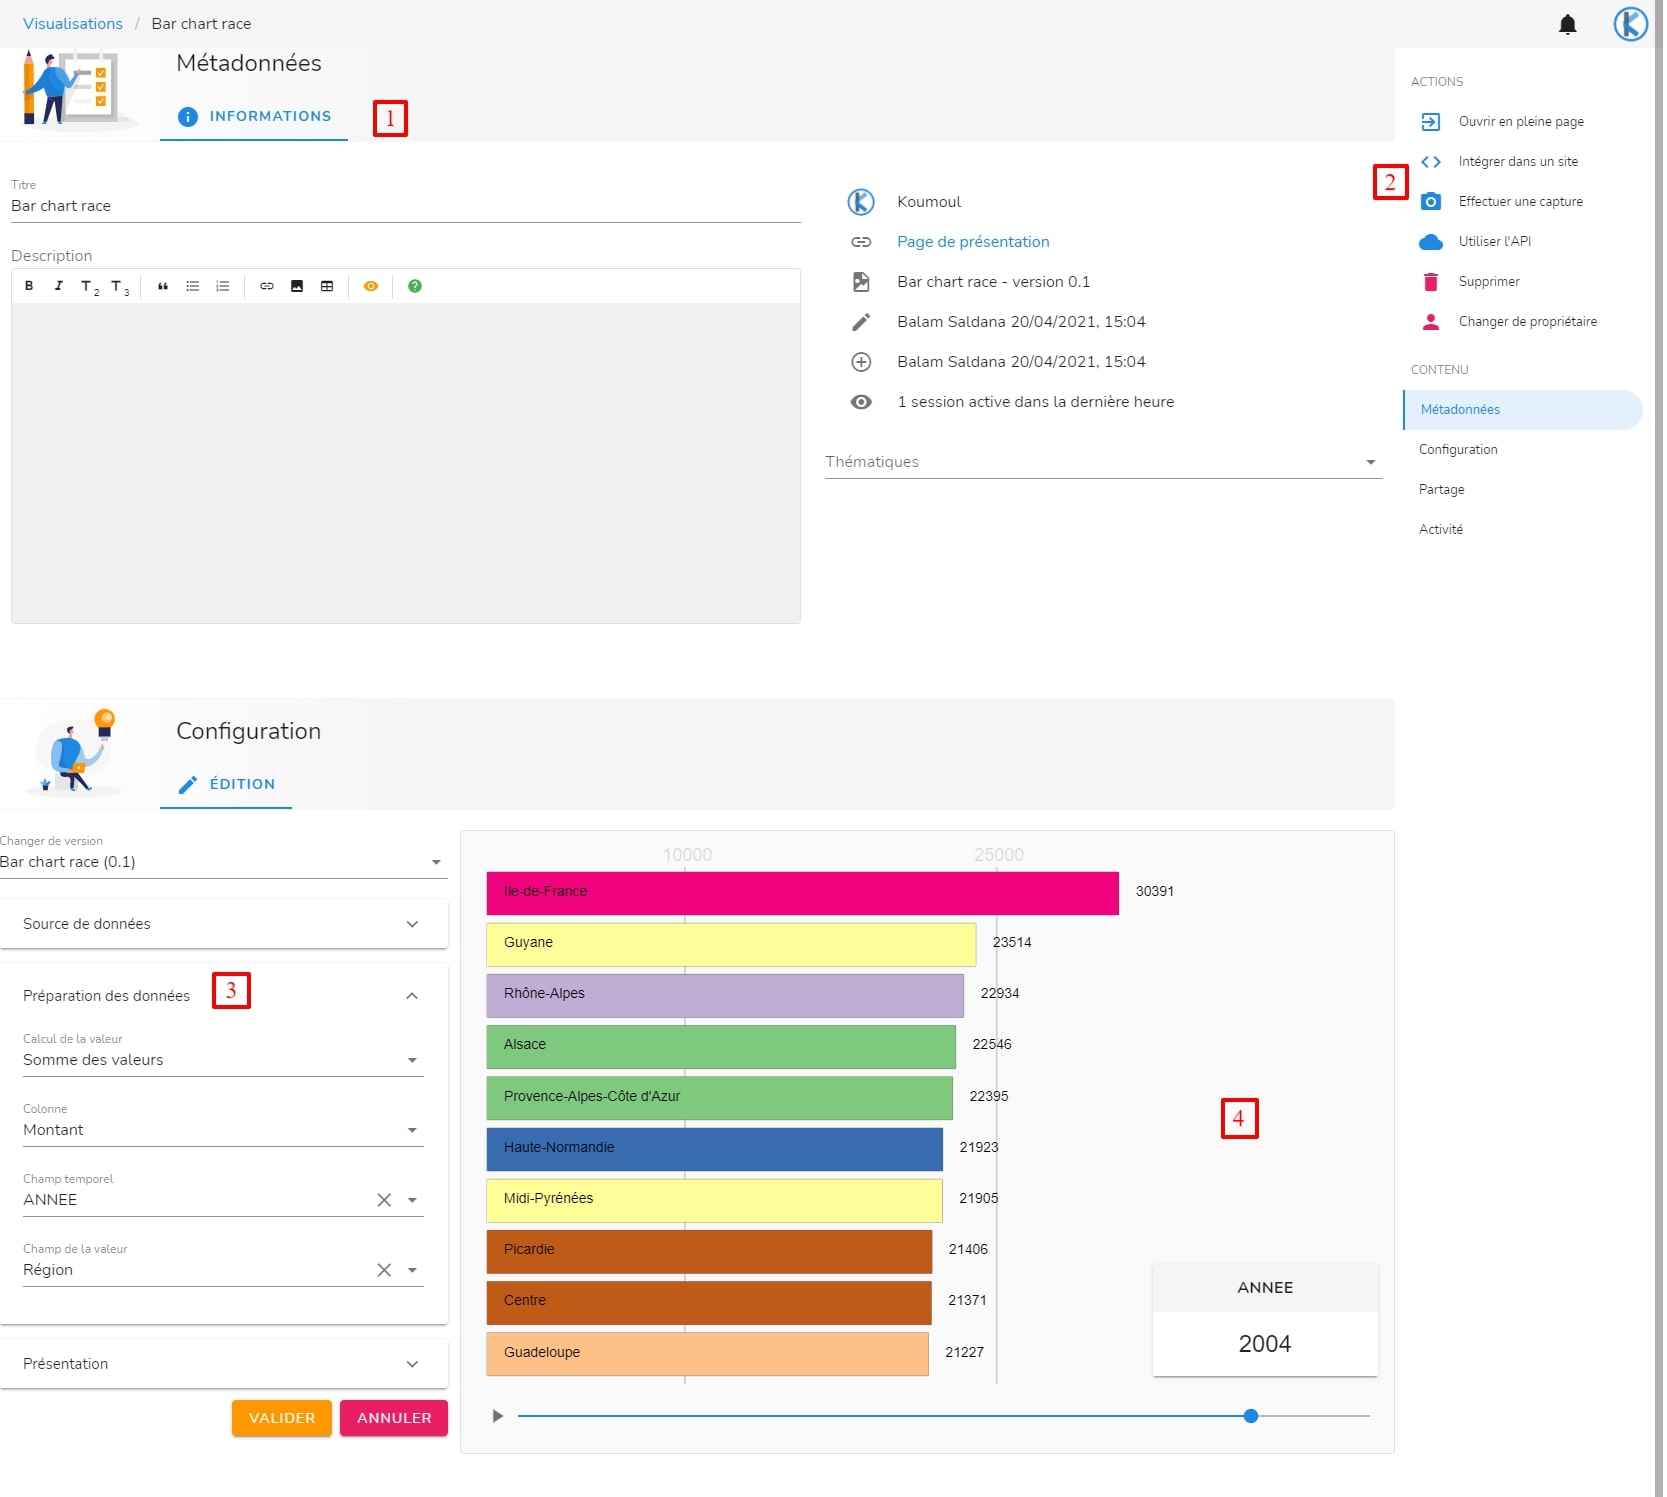 Visualisations / Bar chart race
Métadonnées
INFORMATIONS
1
Titre
Bar chart race
Description
B I T2 T3
Koumoul
Page de présentation
Bar chart race - version 0.1
Balam Saldana 20/04/2021, 15:04
Balam Saldana 20/04/2021, 15:04
1 session active dans la dernière heure
Thématiques
ACTIONS
Ouvrir en pleine page
Intégrer dans un site
2
Effectuer une capture
Utiliser l'API
Supprimer
Changer de propriétaire
CONTENU
Métadonnées
Configuration
Partage
Activité
Configuration
ÉDITION
Changer de version
Bar chart race (0.1)
Source de données
Préparation des données
3
Calcul de la valeur
Somme des valeurs
Colonne
Montant
Champ temporel
ANNEE
Champ de la valeur
Région
Présentation
VALIDER
ANNULER
10000 25000
Ile-de-France 30391
Guyane 23514
Rhône-Alpes 22934
Alsace 22546
Provence-Alpes-Côte d'Azur 22395
4
Haute-Normandie 21923
Midi-Pyrénées 21905
Picardie 21406
Centre 21371
Guadeloupe 21227
ANNEE
2004